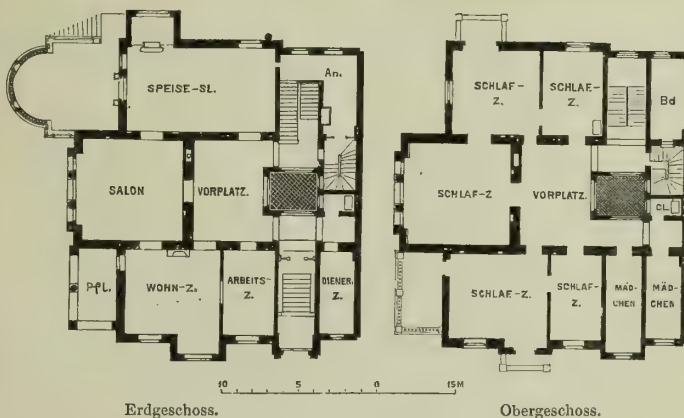 An.
SPEISE-SL.
SALON
VORPLATZ.
Pfl.
WOHN-Z.
ARBEITS-
Z.
DIENER.
Z.
SCHLAF-
Z.
SCHLAF-
Z.
Bd
SCHLAF-Z
VORPLATZ.
CL.
SCHLAF-Z.
SCHLAF-
Z.
MÄD-
CHEN
MÄD-
CHEN
10 5 0 15M
Erdgeschoss.
Obergeschoss.